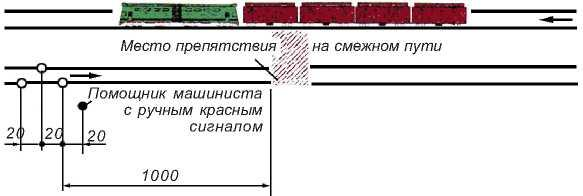 Место препятствия на смежном пути
Помощник машиниста
с ручным красным
сигналом
20 20 20
1000